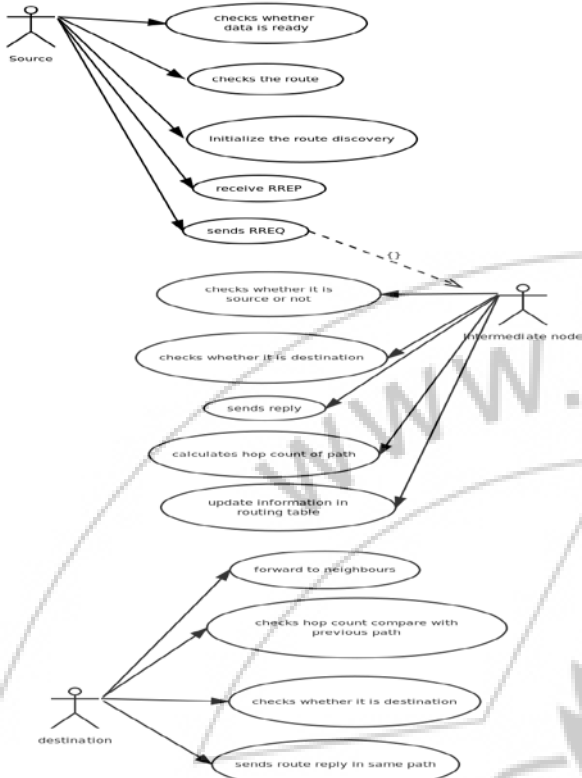 checks whether
data is ready
Source
checks the route
Initialize the route discovery
receive RREP
sends RREQ
{}
checks whether it is
source or not
Intermediate node
checks whether it is destination
sends reply
calculates hop count of path
update information in
routing table
forward to neighbours
checks hop count compare with
previous path
checks whether it is destination
destination
sends route reply in same path
www.